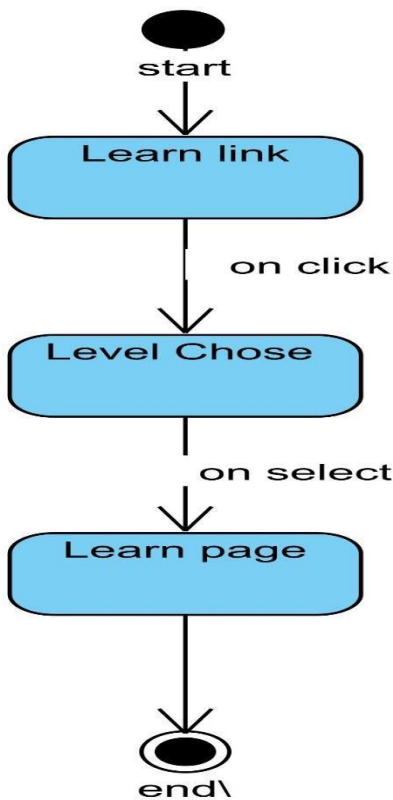 start
Learn link
on click
Level Chose
on select
Learn page
end\